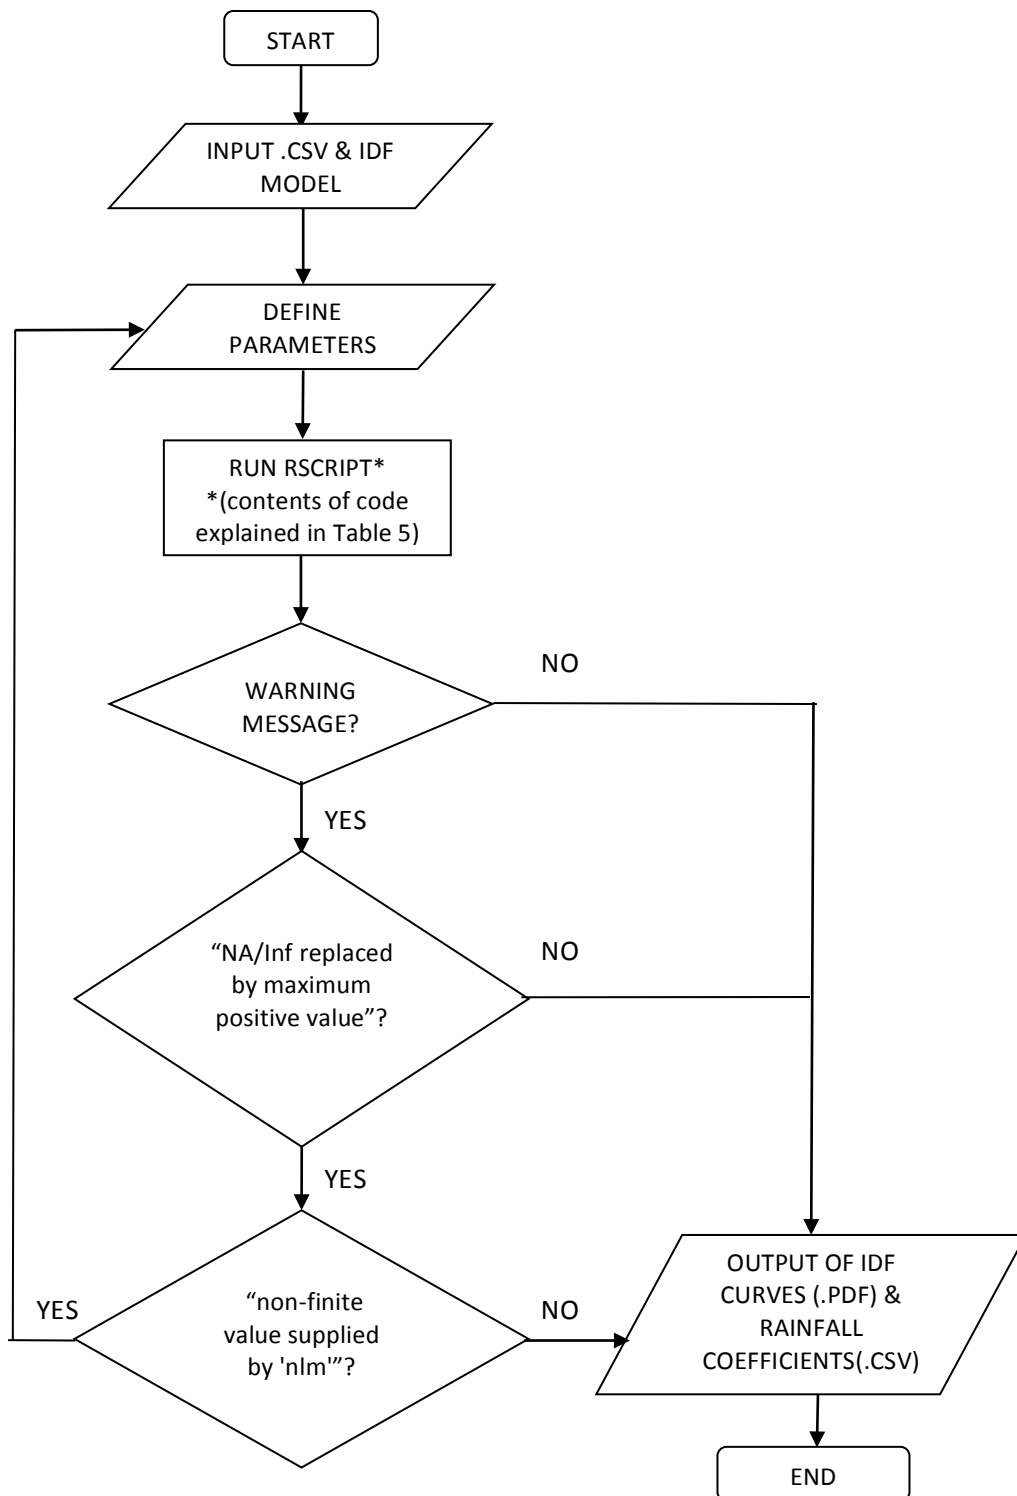 START
INPUT .CSV & IDF
MODEL
DEFINE
PARAMETERS
RUN RSCRIPT*
*(contents of code
explained in Table 5)
WARNING
MESSAGE?
NO
YES
“NA/Inf replaced
by maximum
positive value”?
NO
YES
“non-finite
value supplied
by 'nlm'”?
YES
NO
OUTPUT OF IDF
CURVES (.PDF) &
RAINFALL
COEFFICIENTS(.CSV)
END